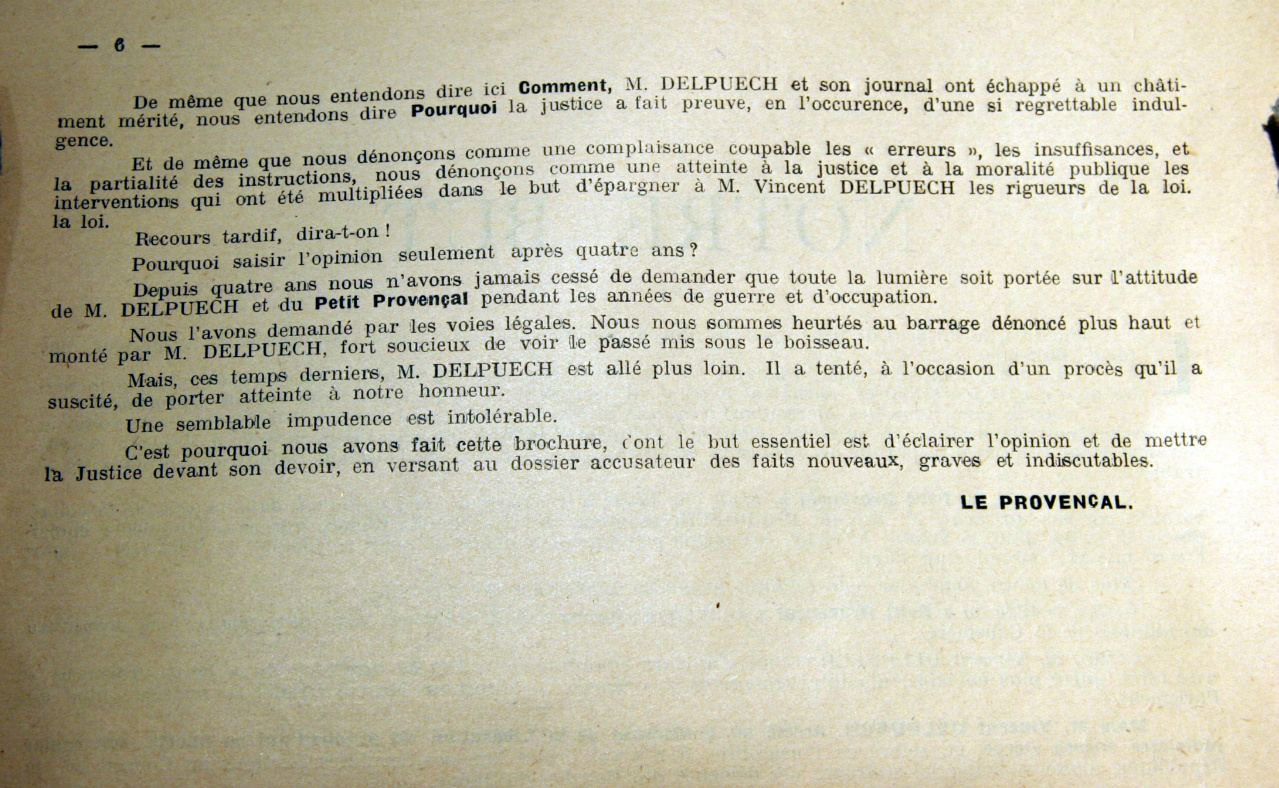 — 6 —
De même que nous entendons dire ici Comment, M. DELPUECH et son journal ont échappé à un châti-
ment mérité, nous entendons dire Pourquoi la justice a fait preuve, en l'occurence, d'une si regrettable indul-
gence.
Et de même que nous dénonçons comme une complaisance coupable les « erreurs », les insuffisances, et
la partialité des instructions, nous dénonçons comme une atteinte à la justice et à la moralité publique les
interventions qui ont été multipliées dans le but d'épargner à M. Vincent DELPUECH les rigueurs de la loi.
la loi.
Recours tardif, dira-t-on !
Pourquoi saisir l'opinion seulement après quatre ans ?
Depuis quatre ans nous n'avons jamais cessé de demander que toute la lumière soit portée sur l'attitude
de M. DELPUECH et du Petit Provençal pendant les années de guerre et d'occupation.
Nous l'avons demandé par les voies légales. Nous nous sommes heurtés au barrage dénoncé plus haut et
monté par M. DELPUECH, fort soucieux de voir le passé mis sous le boisseau.
Mais, ces temps derniers, M. DELPUECH est allé plus loin. Il a tenté, à l'occasion d'un procès qu'il a
suscité, de porter atteinte à notre honneur.
Une semblable impudence est intolérable.
C'est pourquoi nous avons fait cette brochure, dont le but essentiel est d'éclairer l'opinion et de mettre
la Justice devant son devoir, en versant au dossier accusateur des faits nouveaux, graves et indiscutables.
LE PROVENÇAL.